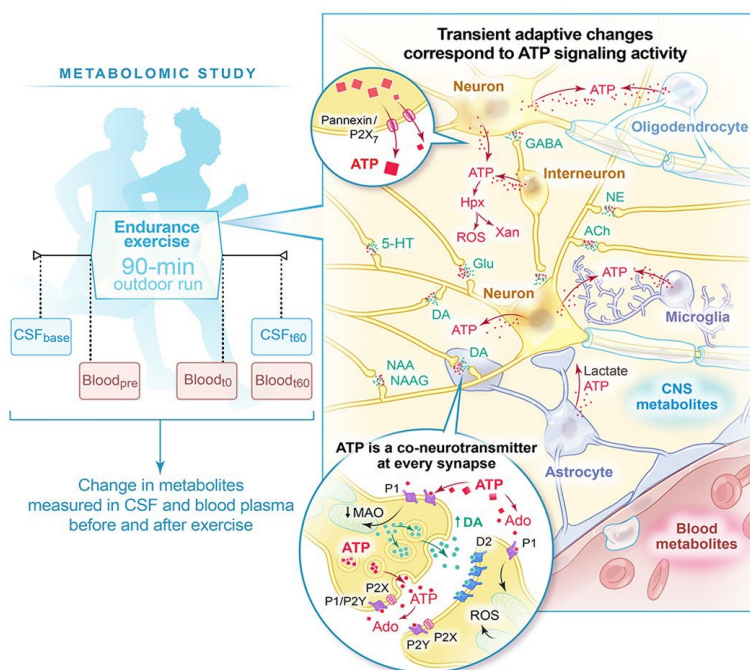 METABOLOMIC STUDY
Endurance
exercise
90-min
outdoor run
CSFbase
CSFt60
Bloodpre
Bloodt0
Bloodt60
Change in metabolites
measured in CSF and blood plasma
before and after exercise
Transient adaptive changes
correspond to ATP signaling activity
Pannexin/
P2X7
ATP
Neuron
ATP
Oligodendrocyte
GABA
ATP
Interneuron
Hpx
ROS
Xan
NE
ACh
5-HT
Glu
Neuron
ATP
Microglia
DA
ATP
DA
NAA
NAAG
Lactate
ATP
CNS
metabolites
Astrocyte
Blood
metabolites
ATP is a co-neurotransmitter
at every synapse
P1
ATP
↓MAO
↑DA
Ado
D2
P1
ATP
P2X
ATP
P1/P2Y
Ado
ROS
P2Y
P2X